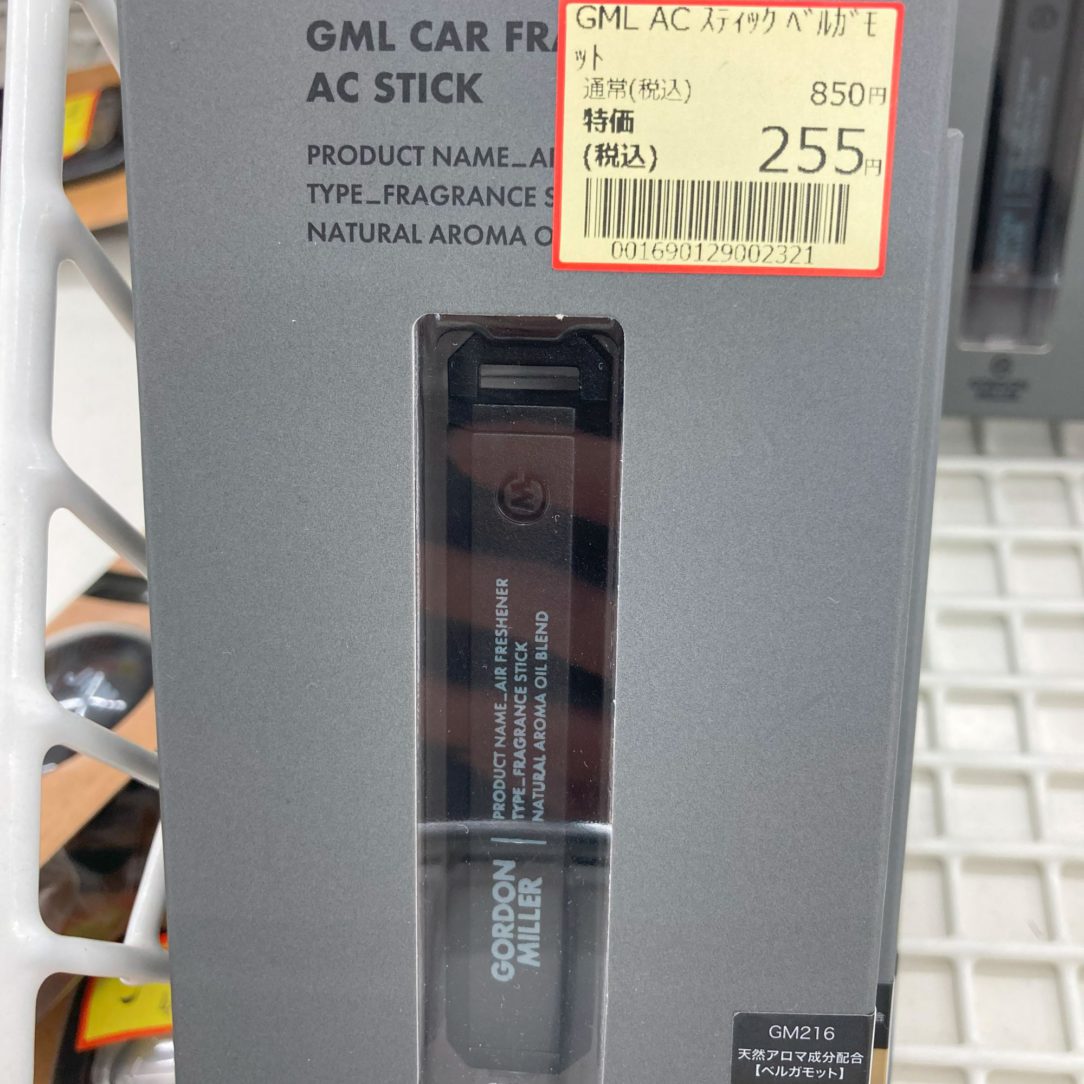 GML CAR FRA
AC STICK
PRODUCT NAME_AI
TYPE_FRAGRANCE S
NATURAL AROMA O
GML AC ｽﾃｨｯｸ ﾍﾞﾙｶﾞﾓ
ｯﾄ
通常(税込) 850円
特価
(税込) 255円
001690129002321
GORDON
MILLER
PRODUCT NAME_AIR FRESHENER
TYPE_FRAGRANCE STICK
NATURAL AROMA OIL BLEND
GM216
天然アロマ成分配合
【ベルガモット】